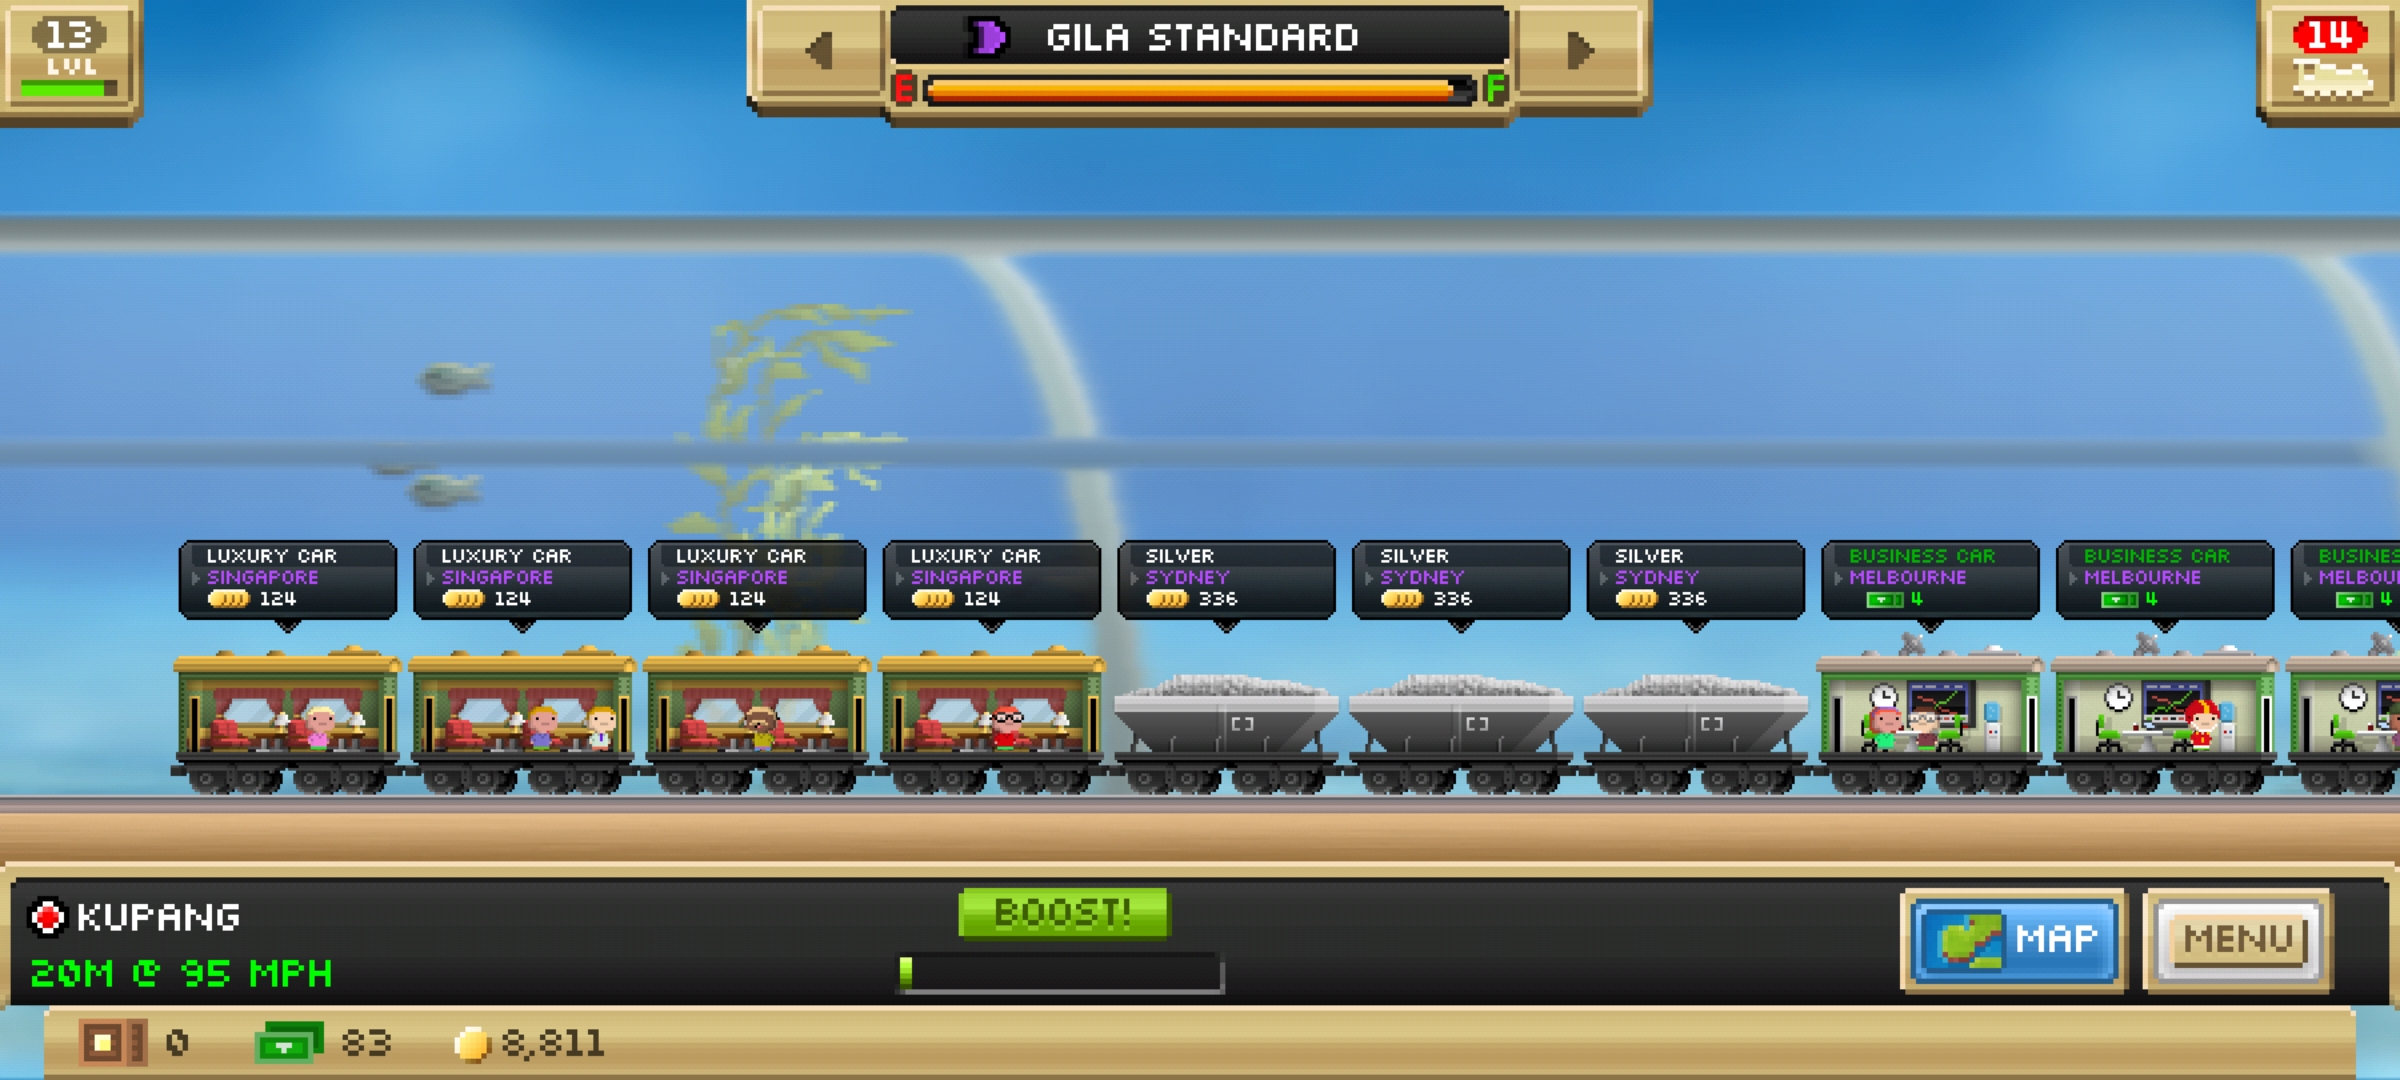 13
LVL
GILA STANDARD
E F
14
LUXURY CAR
SINGAPORE
124
LUXURY CAR
SINGAPORE
124
LUXURY CAR
SINGAPORE
124
LUXURY CAR
SINGAPORE
124
SILVER
SYDNEY
336
SILVER
SYDNEY
336
SILVER
SYDNEY
336
BUSINESS CAR
MELBOURNE
4
BUSINESS CAR
MELBOURNE
4
BUSINES
MELBOU
4
KUPANG
20M @ 95 MPH
BOOST!
MAP
MENU
0
83
8,811